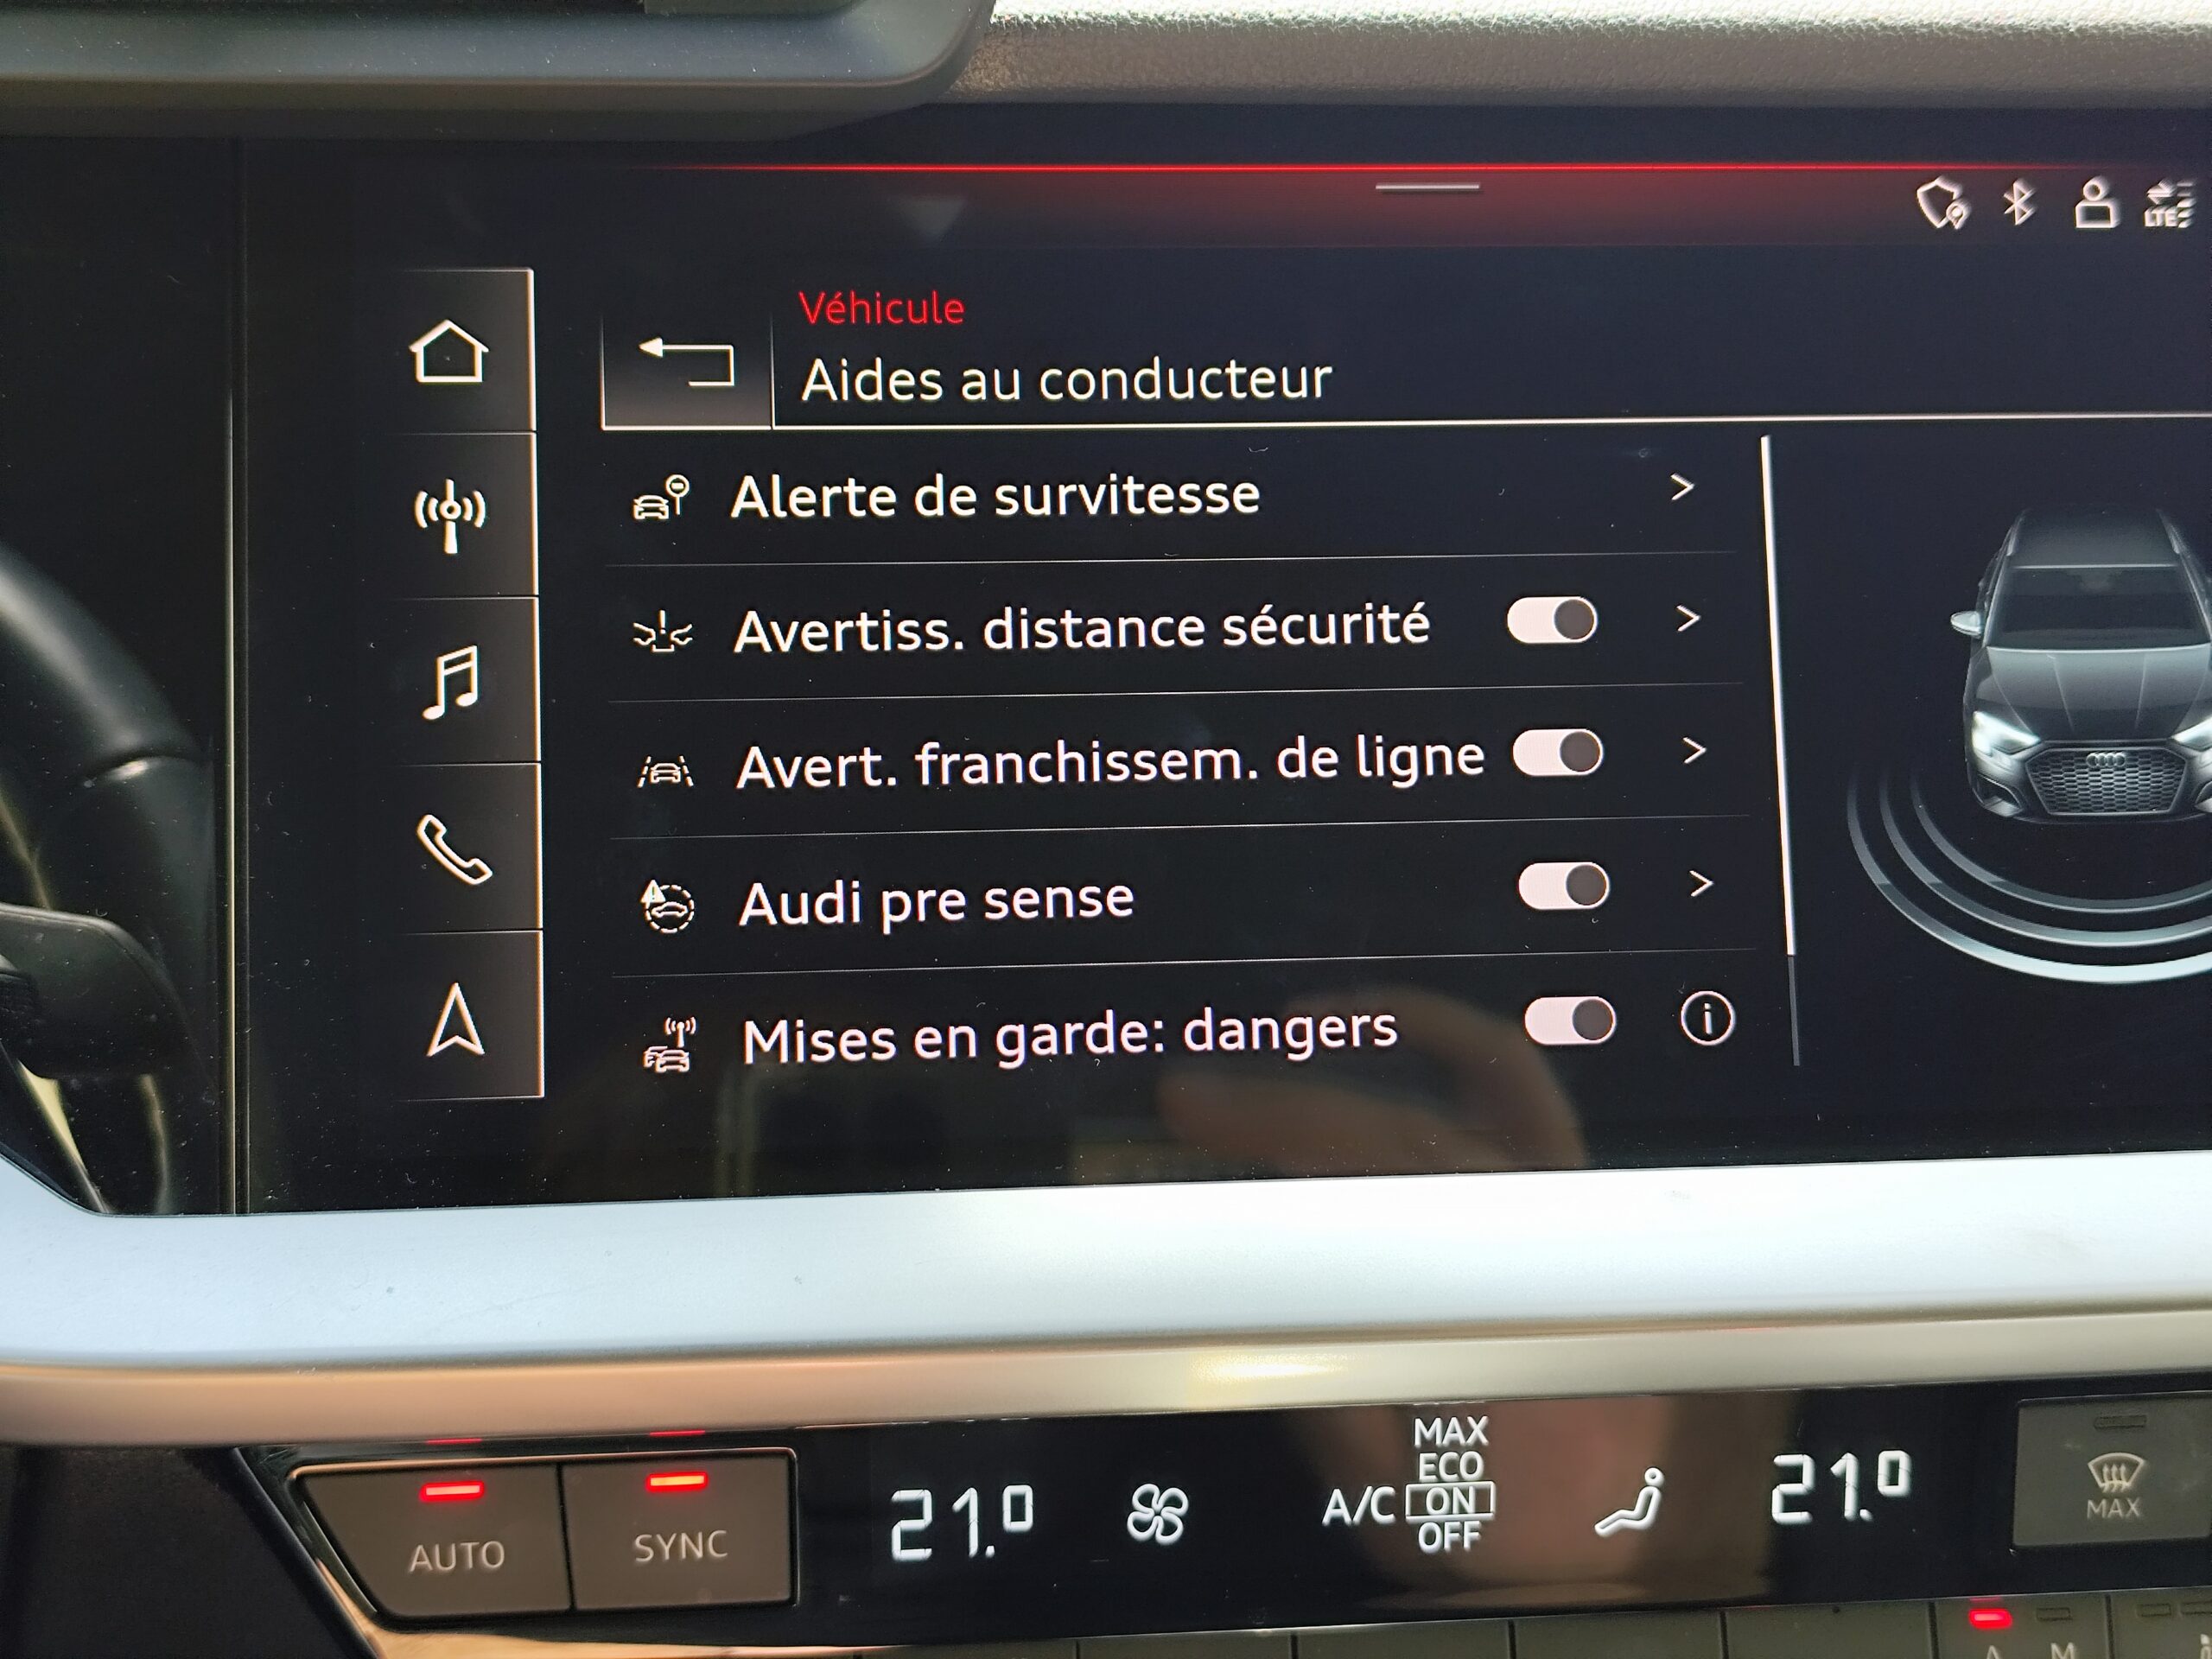 LTE
Véhicule
Aides au conducteur
Alerte de survitesse
Avertiss. distance sécurité
Avert. franchissem. de ligne
Audi pre sense
Mises en garde: dangers
AUTO
SYNC
21.0
A/C
MAX
ECO
ON
OFF
21.0
MAX
A
M